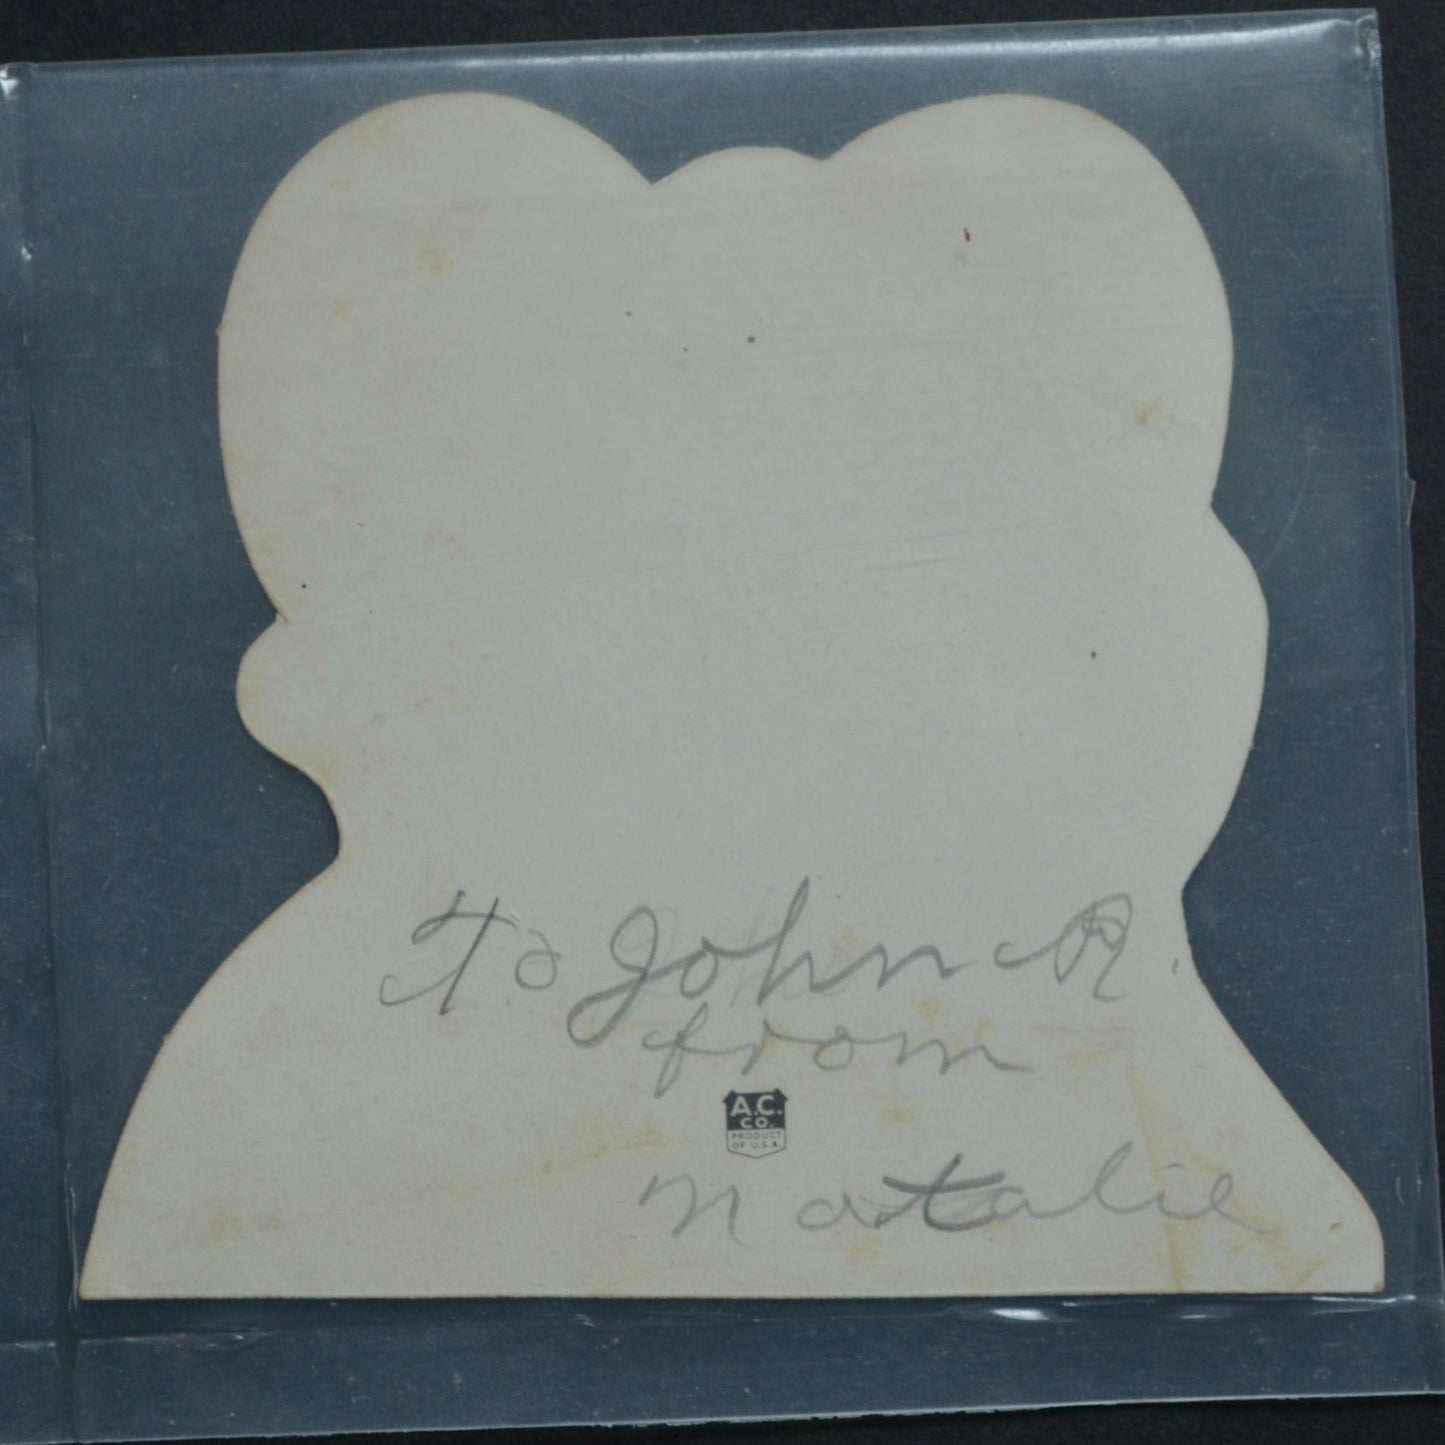 To John R.
from
A.C.
CO.
PRODUCT
OF U.S.A.
Natalie